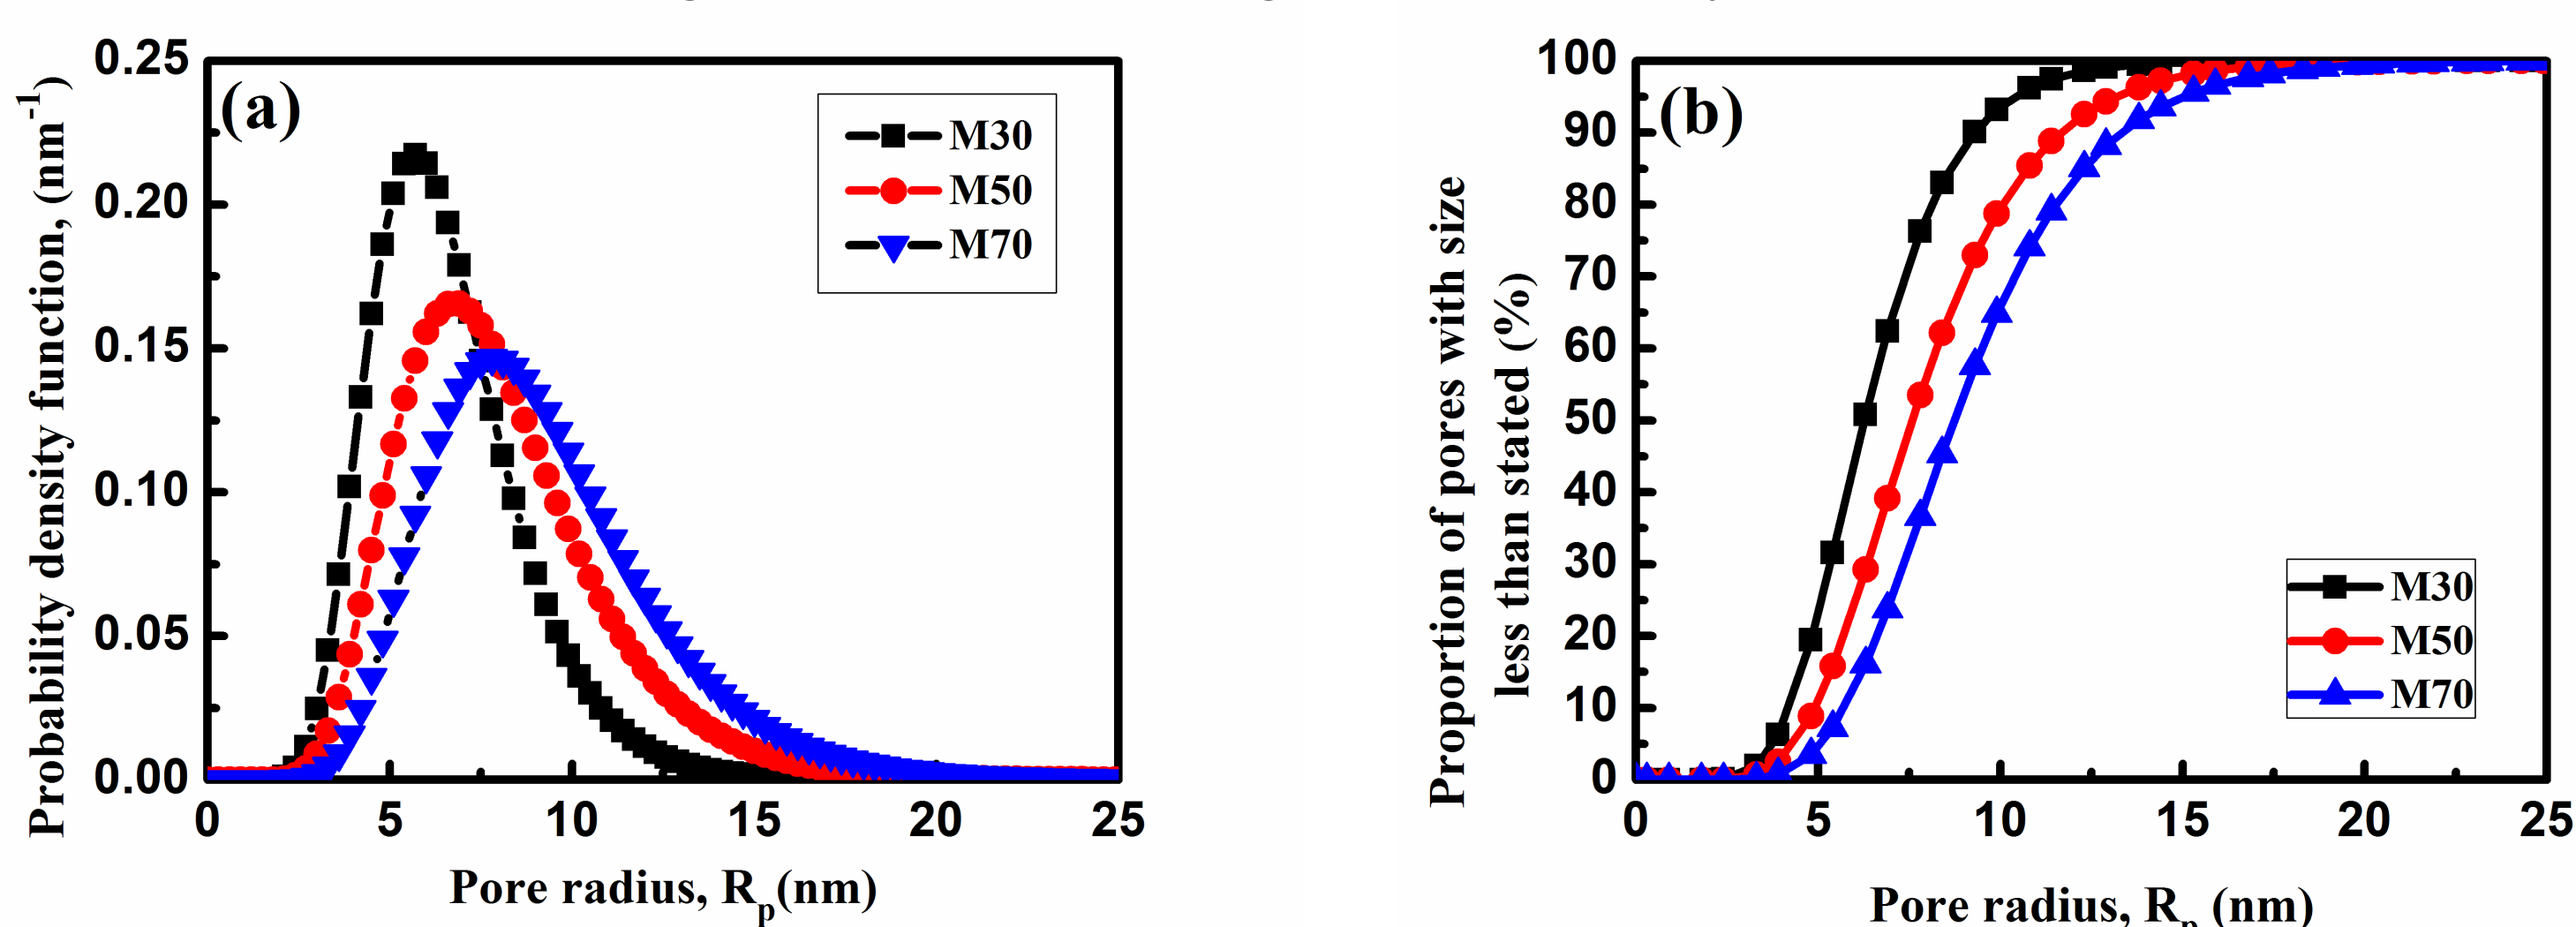 (a)
Probability density function, (nm⁻¹)
0.25
0.20
0.15
0.10
0.05
0.00
M30
M50
M70
0 5 10 15 20 25
Pore radius, Rₚ(nm)
(b)
Proportion of pores with size
less than stated (%)
100
90
80
70
60
50
40
30
20
10
0
M30
M50
M70
0 5 10 15 20 25
Pore radius, Rₚ (nm)